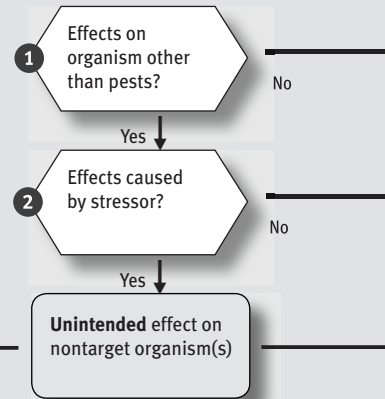 1
Effects on
organism other
than pests?
No
Yes
2
Effects caused
by stressor?
No
Yes
Unintended effect on
nontarget organism(s)